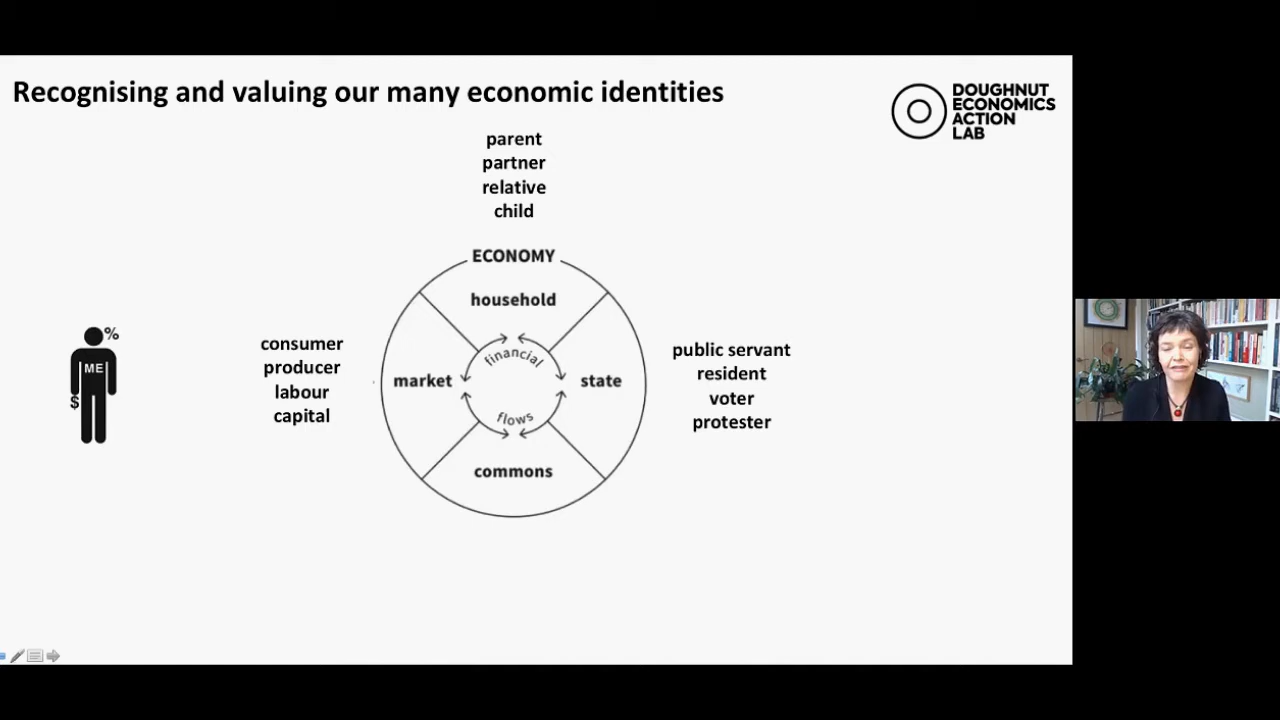 Recognising and valuing our many economic identities
DOUGHNUT
ECONOMICS
ACTION
LAB
parent
partner
relative
child
ECONOMY
household
%
ME
$
consumer
producer
labour
capital
market
financial
flows
state
public servant
resident
voter
protester
commons